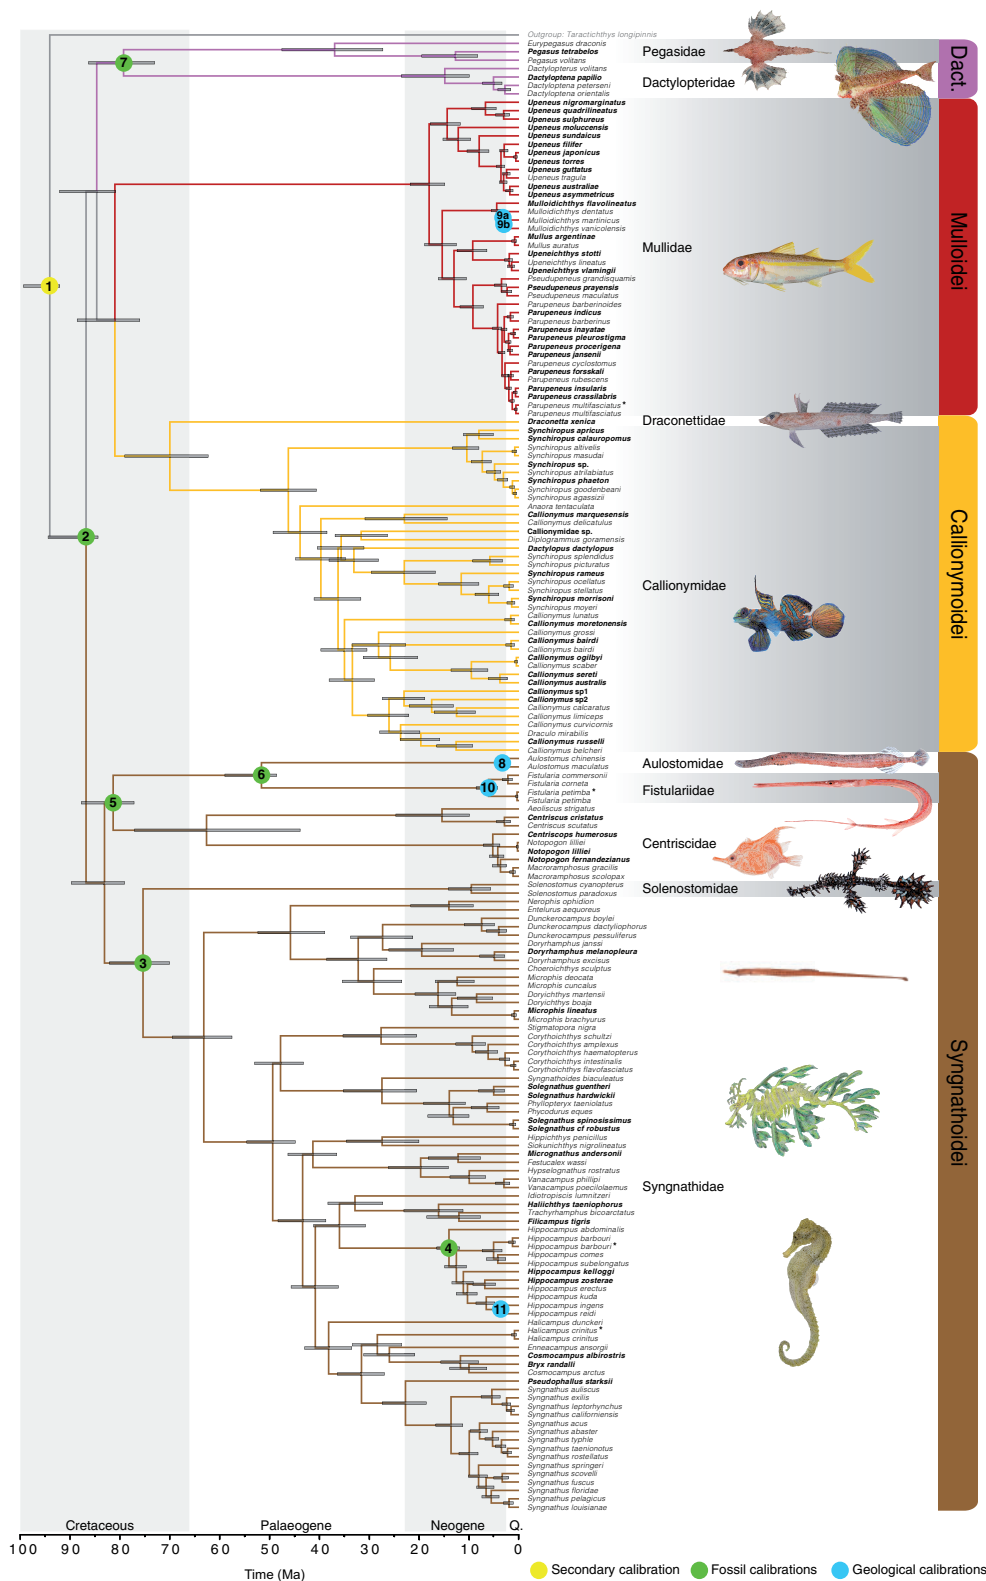 Outgroup: Taractichthys longipinnis
Eurypegasus draconis
Pegasus tetrabelos
Pegasus volitans
Dactylopterus volitans
Dactyloptena papilio
Dactyloptena peterseni
Dactyloptena orientalis
Upeneus nigromarginatus
Upeneus quadrilineatus
Upeneus sulphureus
Upeneus moluccensis
Upeneus sundaicus
Upeneus filifer
Upeneus japonicus
Upeneus torres
Upeneus guttatus
Upeneus tragula
Upeneus australiae
Upeneus asymmetricus
Mulloidichthys flavolineatus
Mulloidichthys dentatus
Mulloidichthys martinicus
Mulloidichthys vanicolensis
Mullus argentinae
Mullus auratus
Upeneichthys stotti
Upeneichthys lineatus
Upeneichthys vlamingii
Pseudupeneus grandisquamis
Pseudupeneus prayensis
Pseudupeneus maculatus
Parupeneus barberinoides
Parupeneus indicus
Parupeneus barberinus
Parupeneus inayatae
Parupeneus pleurostigma
Parupeneus procerigena
Parupeneus jansenii
Parupeneus cyclostomus
Parupeneus forsskali
Parupeneus rubescens
Parupeneus insularis
Parupeneus crassilabris
Parupeneus multifasciatus *
Parupeneus multifasciatus
Draconetta xenica
Synchiropus apricus
Synchiropus calauropomus
Synchiropus altivelis
Synchiropus masudai
Synchiropus sp.
Synchiropus atrilabiatus
Synchiropus phaeton
Synchiropus goodenbeani
Synchiropus agassizii
Anaora tentaculata
Callionymus marquesensis
Callionymus delicatulus
Callionymidae sp.
Diplogrammus goramensis
Dactylopus dactylopus
Synchiropus splendidus
Synchiropus picturatus
Synchiropus rameus
Synchiropus ocellatus
Synchiropus stellatus
Synchiropus morrisoni
Synchiropus moyeri
Callionymus lunatus
Callionymus moretonensis
Callionymus grossi
Callionymus bairdi
Callionymus bairdi
Callionymus ogilbyi
Callionymus scaber
Callionymus sereti
Callionymus australis
Callionymus sp1
Callionymus sp2
Callionymus calcaratus
Callionymus limiceps
Callionymus curvicornis
Draculo mirabilis
Callionymus russelli
Callionymus belcheri
Aulostomus chinensis
Aulostomus maculatus
Fistularia commersonii
Fistularia corneta
Fistularia petimba *
Fistularia petimba
Aeoliscus strigatus
Centriscus cristatus
Centriscus scutatus
Centriscops humerosus
Notopogon lilliei
Notopogon lilliei
Notopogon fernandezianus
Macroramphosus gracilis
Macroramphosus scolopax
Solenostomus cyanopterus
Solenostomus paradoxus
Nerophis ophidion
Entelurus aequoreus
Dunckerocampus boylei
Dunckerocampus dactyliophorus
Dunckerocampus pessuliferus
Doryrhamphus janssi
Doryrhamphus melanopleura
Doryrhamphus excisus
Choeroichthys sculptus
Microphis deocata
Microphis cuncalus
Doryichthys martensii
Doryichthys boaja
Microphis lineatus
Microphis brachyurus
Stigmatopora nigra
Corythoichthys schultzi
Corythoichthys amplexus
Corythoichthys haematopterus
Corythoichthys intestinalis
Corythoichthys flavofasciatus
Syngnathoides biaculeatus
Solegnathus guentheri
Solegnathus hardwickii
Phyllopteryx taeniolatus
Phycodurus eques
Solegnathus spinosissimus
Solegnathus cf robustus
Hippichthys penicillus
Siokunichthys nigrolineatus
Micrognathus andersonii
Festucalex wassi
Hypselognathus rostratus
Vanacampus phillipi
Vanacampus poecilolaemus
Idiotropiscis lumnitzeri
Haliichthys taeniophorus
Trachyrhamphus bicoarctatus
Filicampus tigris
Hippocampus abdominalis
Hippocampus barbouri
Hippocampus barbouri *
Hippocampus comes
Hippocampus subelongatus
Hippocampus kelloggi
Hippocampus zosterae
Hippocampus erectus
Hippocampus kuda
Hippocampus ingens
Hippocampus reidi
Halicampus dunckeri
Halicampus crinitus *
Halicampus crinitus
Enneacampus ansorgii
Cosmocampus albirostris
Bryx randalli
Cosmocampus arctus
Pseudophallus starksii
Syngnathus auliscus
Syngnathus exilis
Syngnathus leptorhynchus
Syngnathus californiensis
Syngnathus acus
Syngnathus abaster
Syngnathus typhle
Syngnathus taenionotus
Syngnathus rostellatus
Syngnathus springeri
Syngnathus scovelli
Syngnathus fuscus
Syngnathus floridae
Syngnathus pelagicus
Syngnathus louisianae
7
9a
9b
1
2
8
6
10
5
3
4
11
Pegasidae
Dactylopteridae
Mullidae
Draconettidae
Callionymidae
Aulostomidae
Fistulariidae
Centriscidae
Solenostomidae
Syngnathidae
Dact.
Mulloidei
Callionymoidei
Syngnathoidei
Cretaceous Palaeogene Neogene Q.
100 90 80 70 60 50 40 30 20 10 0
Time (Ma)
Secondary calibration Fossil calibrations Geological calibrations